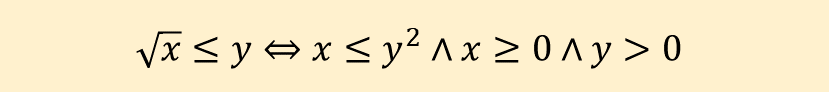 √x ≤ y ⇔ x ≤ y² ∧ x ≥ 0 ∧ y > 0